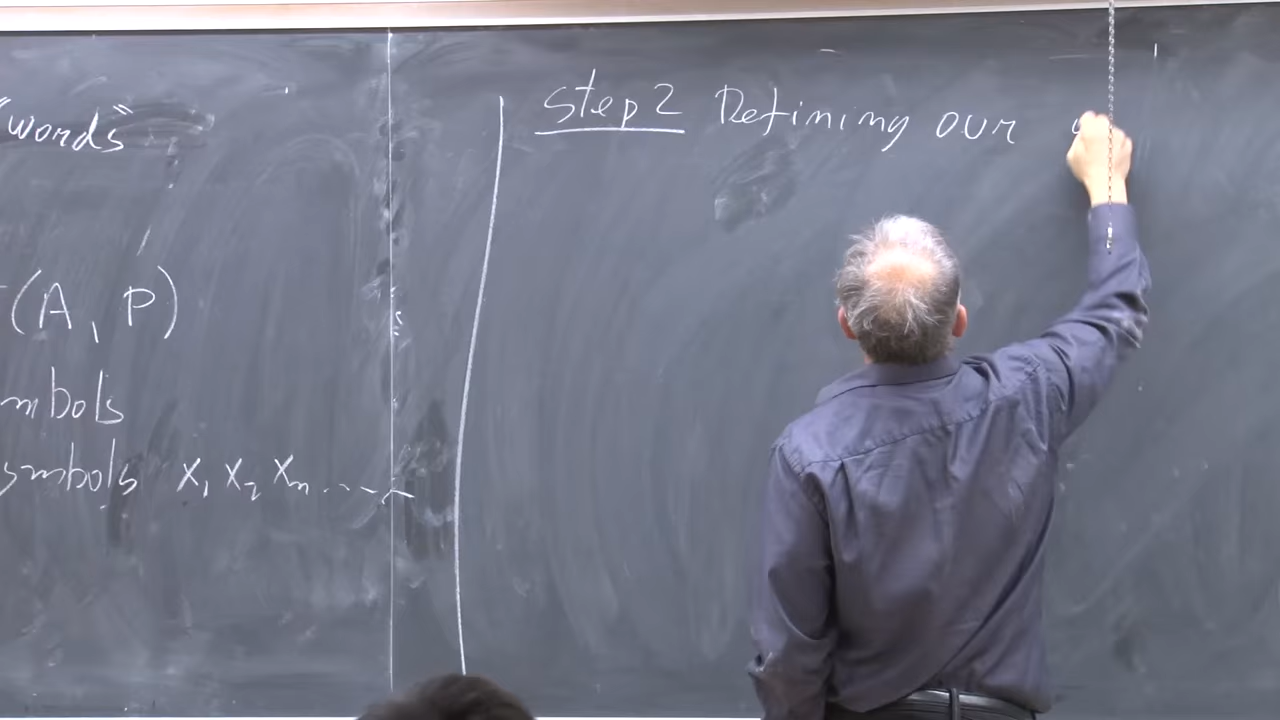 "words"
(A, P)
mbols
symbols x₁ x₂ xₙ ....
Step 2 Defining our